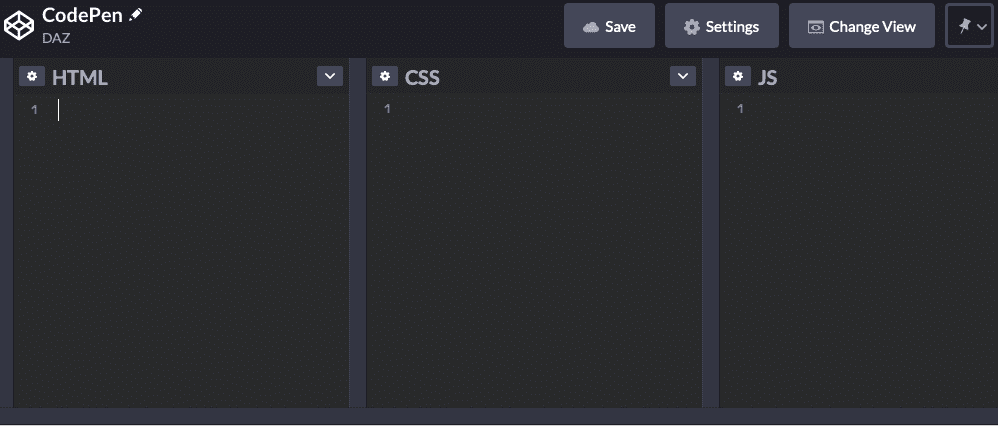 CodePen
DAZ
Save Settings Change View
HTML CSS JS
1 1 1